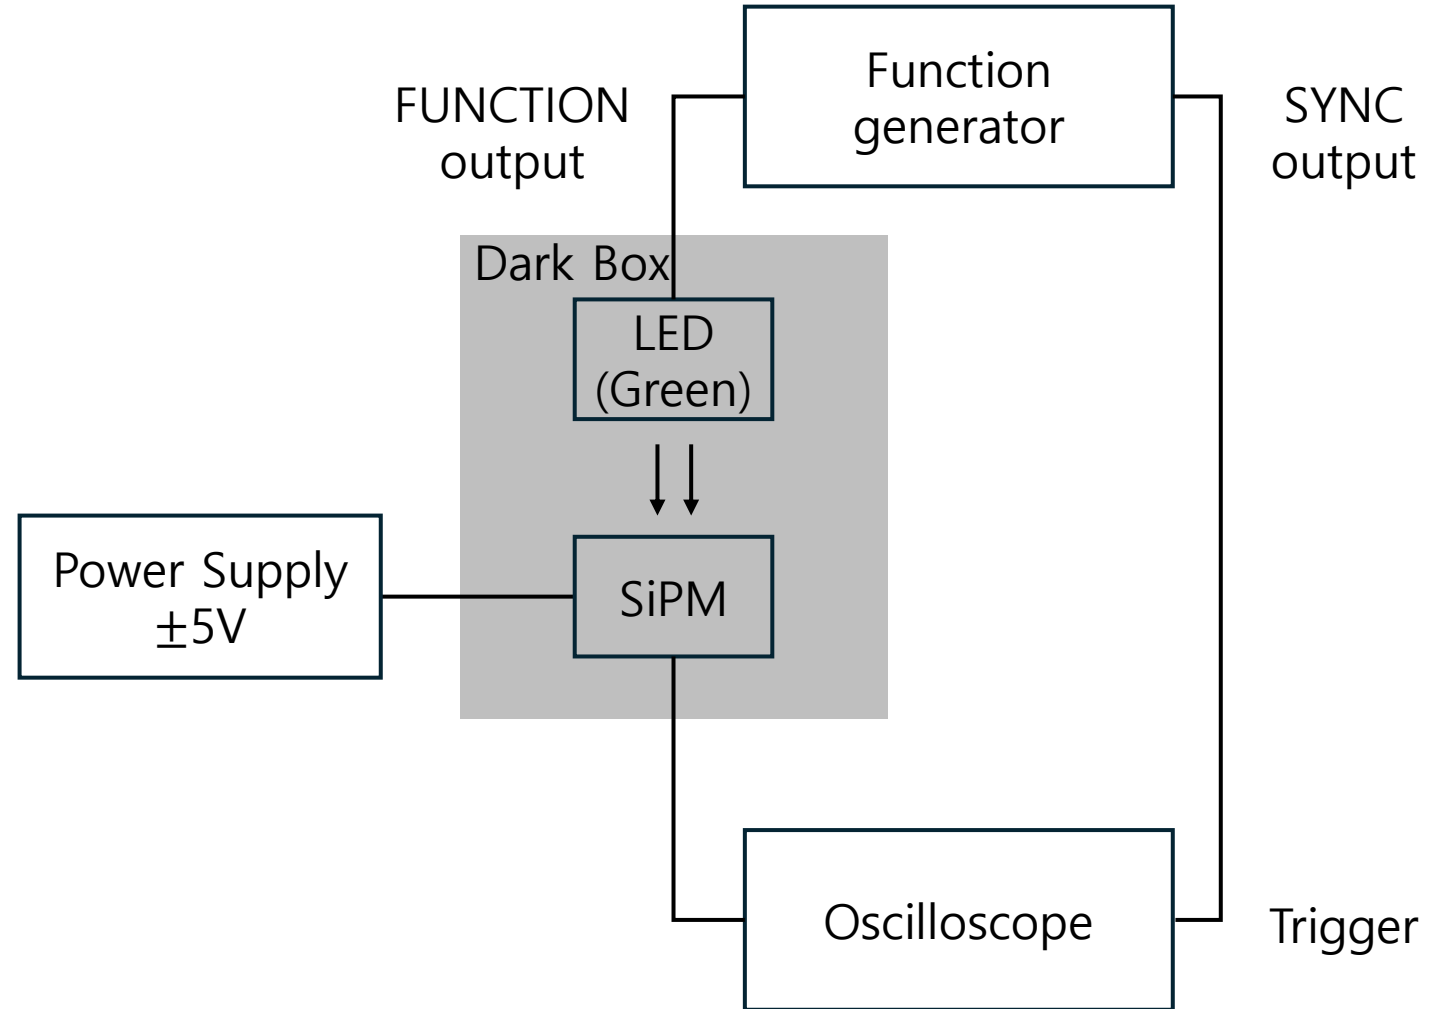 Function
generator
FUNCTION
output
SYNC
output
Dark Box
LED
(Green)
Power Supply
±5V
SiPM
Oscilloscope
Trigger